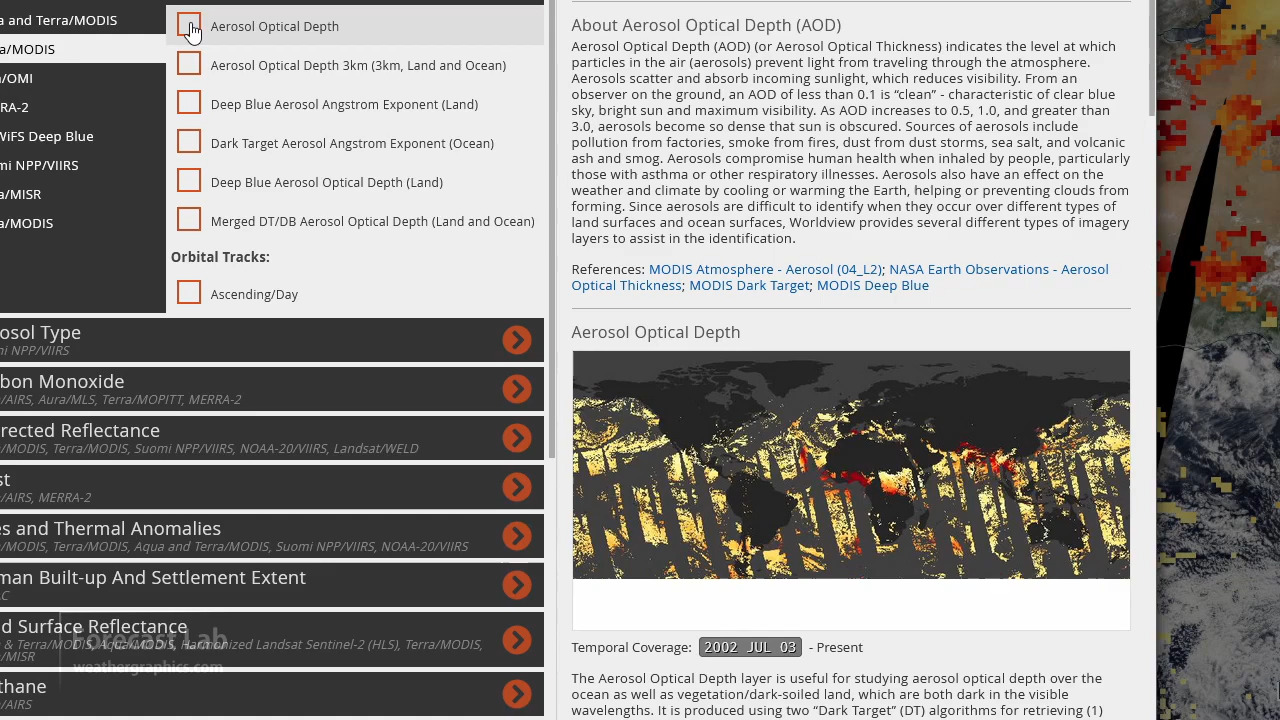 a and Terra/MODIS
a/MODIS
/OMI
RA-2
WiFS Deep Blue
mi NPP/VIIRS
a/MISR
a/MODIS
Aerosol Optical Depth
Aerosol Optical Depth 3km (3km, Land and Ocean)
Deep Blue Aerosol Angstrom Exponent (Land)
Dark Target Aerosol Angstrom Exponent (Ocean)
Deep Blue Aerosol Optical Depth (Land)
Merged DT/DB Aerosol Optical Depth (Land and Ocean)
Orbital Tracks:
Ascending/Day
osol Type
mi NPP/VIIRS
bon Monoxide
/AIRS, Aura/MLS, Terra/MOPITT, MERRA-2
rected Reflectance
/MODIS, Terra/MODIS, Suomi NPP/VIIRS, NOAA-20/VIIRS, Landsat/WELD
st
/AIRS, MERRA-2
es and Thermal Anomalies
/MODIS, Terra/MODIS, Aqua and Terra/MODIS, Suomi NPP/VIIRS, NOAA-20/VIIRS
man Built-up And Settlement Extent
C
d Surface Reflectance
& Terra/MODIS, Aqua/MODIS, Harmonized Landsat Sentinel-2 (HLS), Terra/MODIS,
/MISR
Forecast Lab
weathergraphics.com
thane
/AIRS
About Aerosol Optical Depth (AOD)
Aerosol Optical Depth (AOD) (or Aerosol Optical Thickness) indicates the level at which
particles in the air (aerosols) prevent light from traveling through the atmosphere.
Aerosols scatter and absorb incoming sunlight, which reduces visibility. From an
observer on the ground, an AOD of less than 0.1 is “clean” - characteristic of clear blue
sky, bright sun and maximum visibility. As AOD increases to 0.5, 1.0, and greater than
3.0, aerosols become so dense that sun is obscured. Sources of aerosols include
pollution from factories, smoke from fires, dust from dust storms, sea salt, and volcanic
ash and smog. Aerosols compromise human health when inhaled by people, particularly
those with asthma or other respiratory illnesses. Aerosols also have an effect on the
weather and climate by cooling or warming the Earth, helping or preventing clouds from
forming. Since aerosols are difficult to identify when they occur over different types of
land surfaces and ocean surfaces, Worldview provides several different types of imagery
layers to assist in the identification.
References: MODIS Atmosphere - Aerosol (04_L2); NASA Earth Observations - Aerosol
Optical Thickness; MODIS Dark Target; MODIS Deep Blue
Aerosol Optical Depth
Temporal Coverage: 2002 JUL 03 - Present
The Aerosol Optical Depth layer is useful for studying aerosol optical depth over the
ocean as well as vegetation/dark-soiled land, which are both dark in the visible
wavelengths. It is produced using two “Dark Target” (DT) algorithms for retrieving (1)